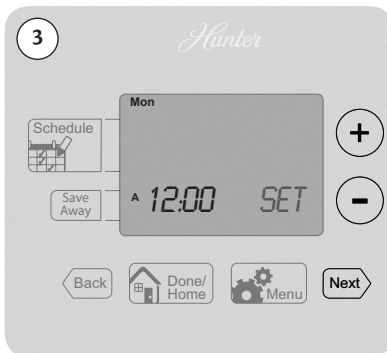 3
Hunter
Mon
Schedule
+
A 12:00 SET
Save
Away
-
Back
Done/
Home
Menu
Next